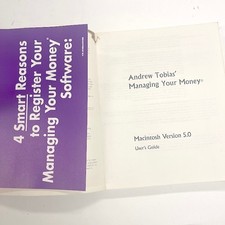 4 Smart Reasons
to Register Your
Managing Your Money
Software:
Andrew Tobias'
Managing Your Money®
Macintosh Version 5.0
User's Guide